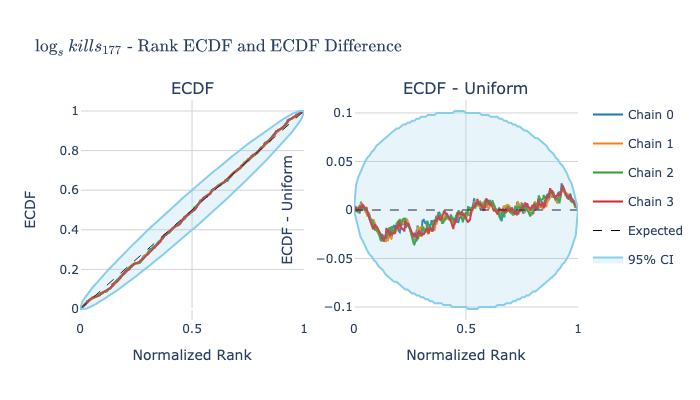 log_s kills_177 - Rank ECDF and ECDF Difference
ECDF
ECDF - Uniform
1
0.8
0.6
0.4
0.2
0
ECDF
0
0.5
1
Normalized Rank
0.1
0.05
0
−0.05
−0.1
ECDF - Uniform
0
0.5
1
Normalized Rank
Chain 0
Chain 1
Chain 2
Chain 3
Expected
95% CI